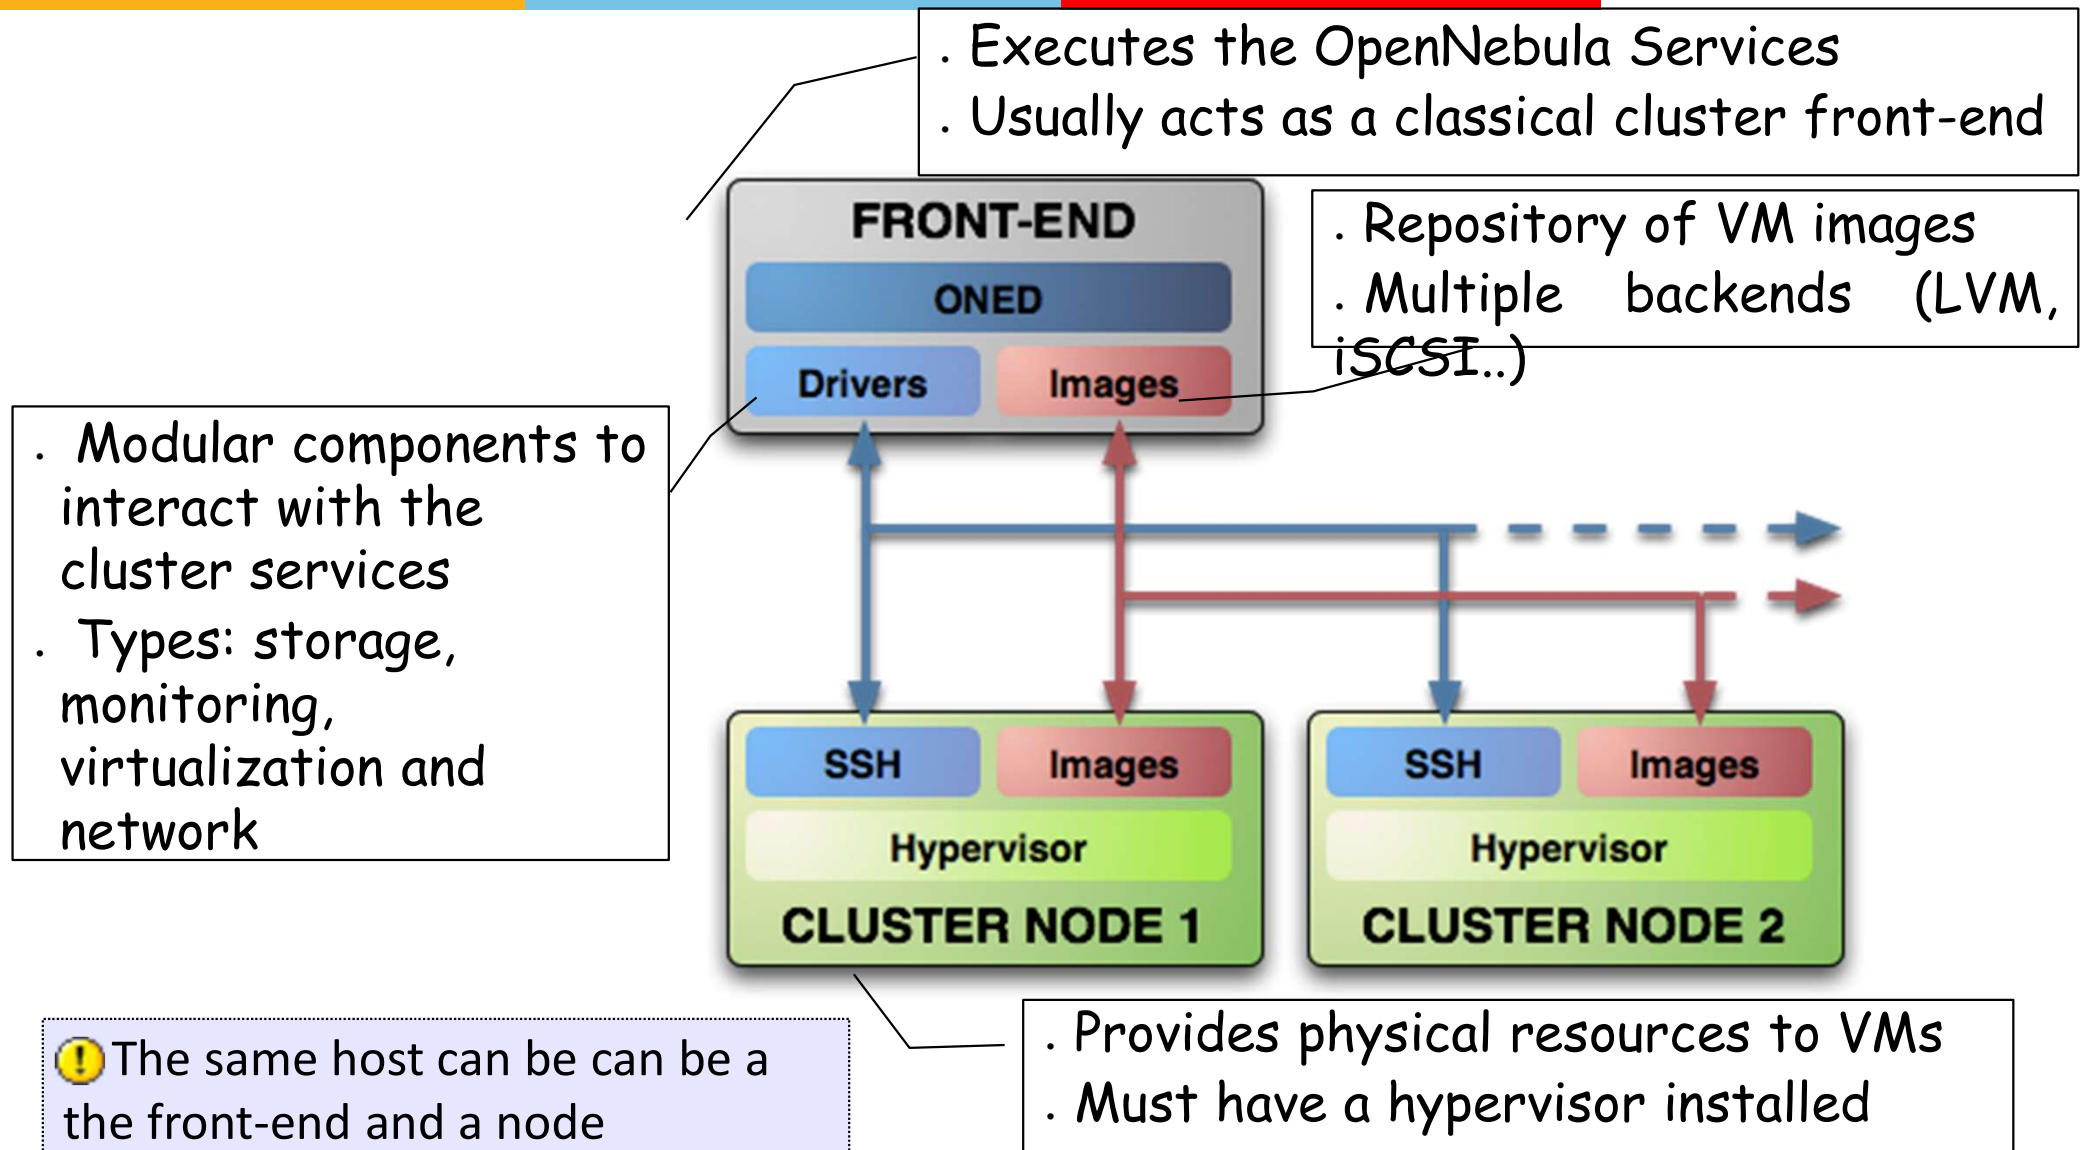 . Executes the OpenNebula Services
. Usually acts as a classical cluster front-end
FRONT-END
ONED
Drivers
Images
. Repository of VM images
. Multiple backends (LVM,
iSCSI..)
. Modular components to
interact with the
cluster services
. Types: storage,
monitoring,
virtualization and
network
SSH
Images
Hypervisor
CLUSTER NODE 1
SSH
Images
Hypervisor
CLUSTER NODE 2
The same host can be can be a
the front-end and a node
. Provides physical resources to VMs
. Must have a hypervisor installed